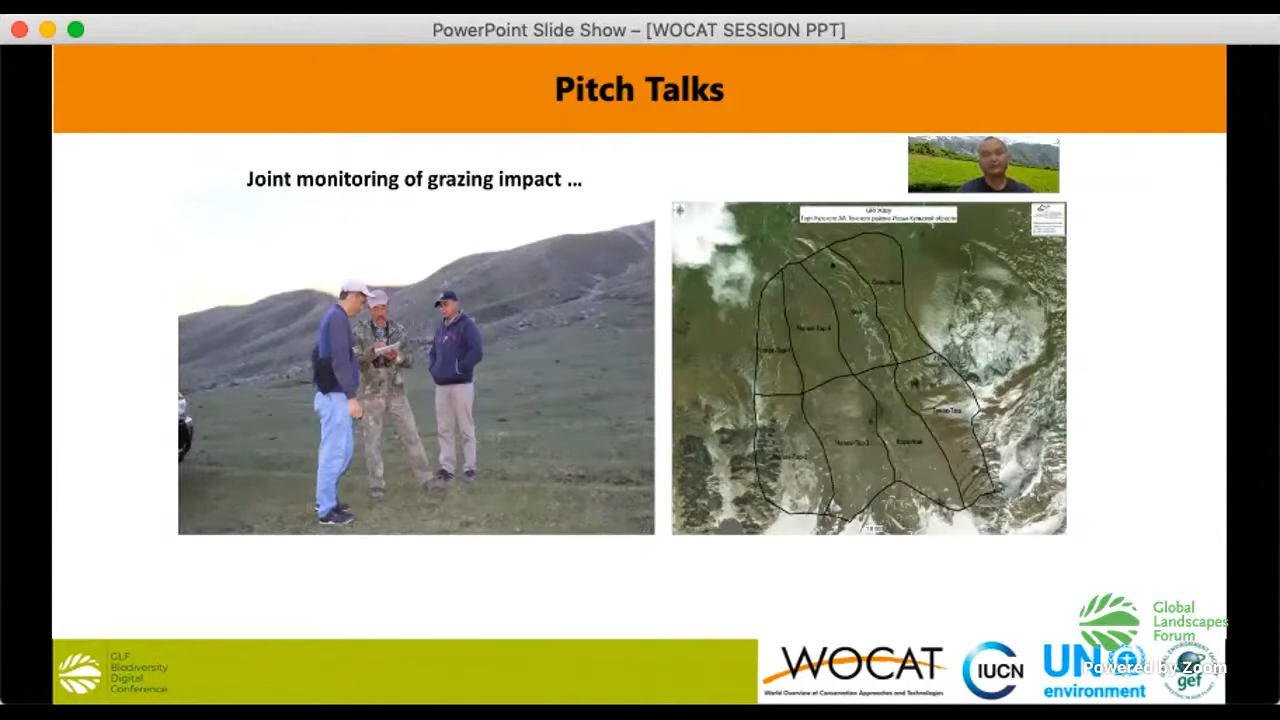 PowerPoint Slide Show – [WOCAT SESSION PPT]
Pitch Talks
Joint monitoring of grazing impact ...
GLF
Biodiversity
Digital
Conference
WOCAT
World Overview of Conservation Approaches and Technologies
IUCN
UN
environment
gef
Global
Landscapes
Forum
Powered by Zoom